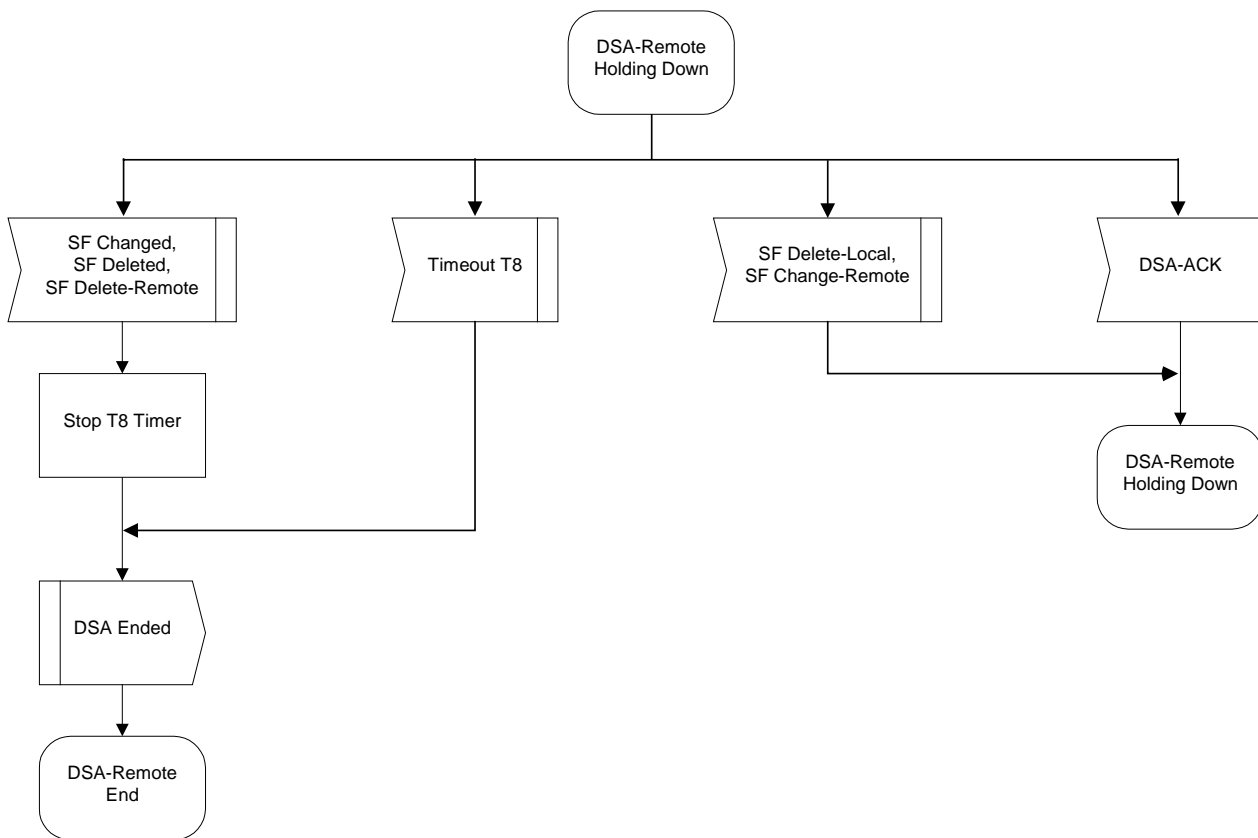 DSA-Remote
Holding Down
SF Changed,
SF Deleted,
SF Delete-Remote
Timeout T8
SF Delete-Local,
SF Change-Remote
DSA-ACK
Stop T8 Timer
DSA-Remote
Holding Down
DSA Ended
DSA-Remote
End